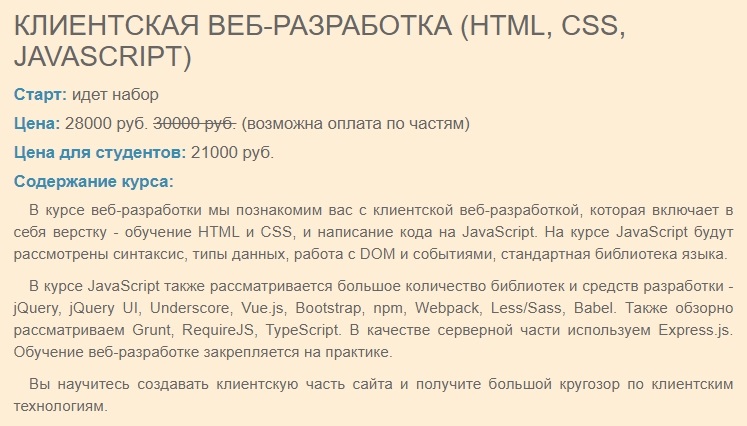 КЛИЕНТСКАЯ ВЕБ-РАЗРАБОТКА (HTML, CSS,
JAVASCRIPT)
Старт: идет набор
Цена: 28000 руб. 30000 руб. (возможна оплата по частям)
Цена для студентов: 21000 руб.
Содержание курса:
В курсе веб-разработки мы познакомим вас с клиентской веб-разработкой, которая включает в
себя верстку - обучение HTML и CSS, и написание кода на JavaScript. На курсе JavaScript будут
рассмотрены синтаксис, типы данных, работа с DOM и событиями, стандартная библиотека языка.
В курсе JavaScript также рассматривается большое количество библиотек и средств разработки -
jQuery, jQuery UI, Underscore, Vue.js, Bootstrap, npm, Webpack, Less/Sass, Babel. Также обзорно
рассматриваем Grunt, RequireJS, TypeScript. В качестве серверной части используем Express.js.
Обучение веб-разработке закрепляется на практике.
Вы научитесь создавать клиентскую часть сайта и получите большой кругозор по клиентским
технологиям.